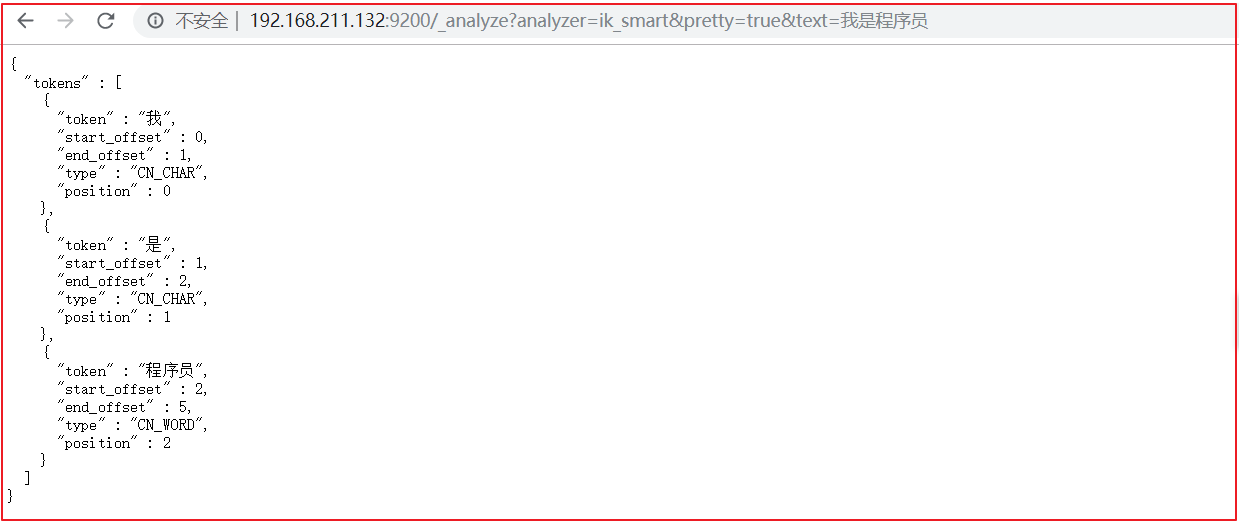 不安全 | 192.168.211.132:9200/_analyze?analyzer=ik_smart&pretty=true&text=我是程序员
{
  "tokens" : [
    {
      "token" : "我",
      "start_offset" : 0,
      "end_offset" : 1,
      "type" : "CN_CHAR",
      "position" : 0
    },
    {
      "token" : "是",
      "start_offset" : 1,
      "end_offset" : 2,
      "type" : "CN_CHAR",
      "position" : 1
    },
    {
      "token" : "程序员",
      "start_offset" : 2,
      "end_offset" : 5,
      "type" : "CN_WORD",
      "position" : 2
    }
  ]
}